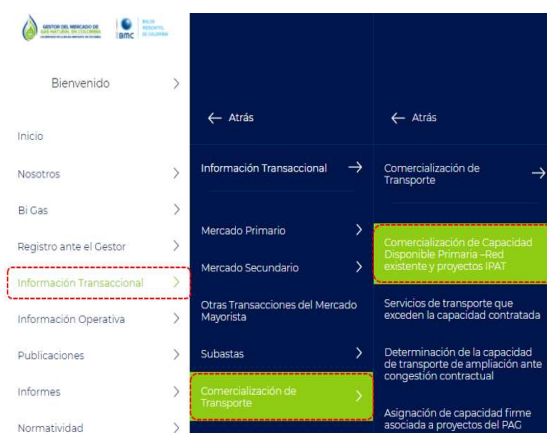 GESTOR DEL MERCADO DE
GAS NATURAL EN COLOMBIA
bmc
BOLSA
MERCANTIL
DE COLOMBIA
Bienvenido
Inicio
Nosotros
BI Gas
Registro ante el Gestor
Información Transaccional
Información Operativa
Publicaciones
Informes
Normatividad
← Atrás
Información Transaccional →
Mercado Primario
Mercado Secundario
Otras Transacciones del Mercado
Mayorista
Subastas
Comercialización de
Transporte
← Atrás
Comercialización de
Transporte →
Comercialización de Capacidad
Disponible Primaria –Red
existente y proyectos IPAT
Servicios de transporte que
exceden la capacidad contratada
Determinación de la capacidad
de transporte de ampliación ante
congestión contractual
Asignación de capacidad firme
asociada a proyectos del PAG